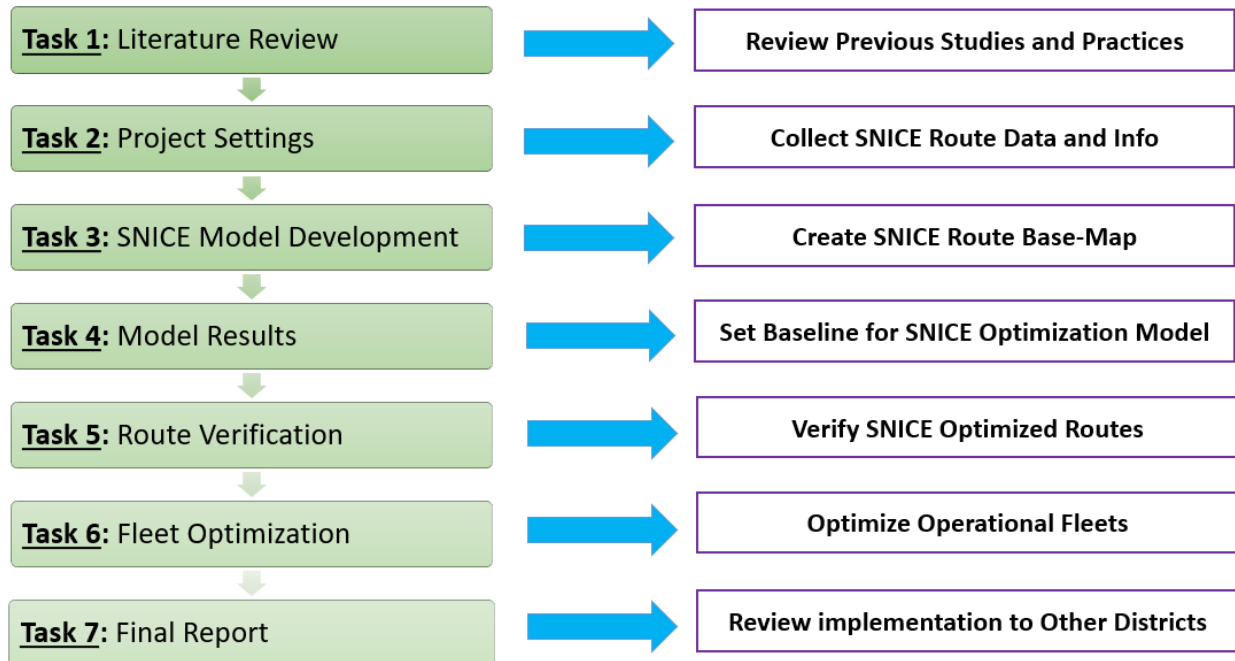 Task 1: Literature Review
Review Previous Studies and Practices
Task 2: Project Settings
Collect SNICE Route Data and Info
Task 3: SNICE Model Development
Create SNICE Route Base-Map
Task 4: Model Results
Set Baseline for SNICE Optimization Model
Task 5: Route Verification
Verify SNICE Optimized Routes
Task 6: Fleet Optimization
Optimize Operational Fleets
Task 7: Final Report
Review implementation to Other Districts